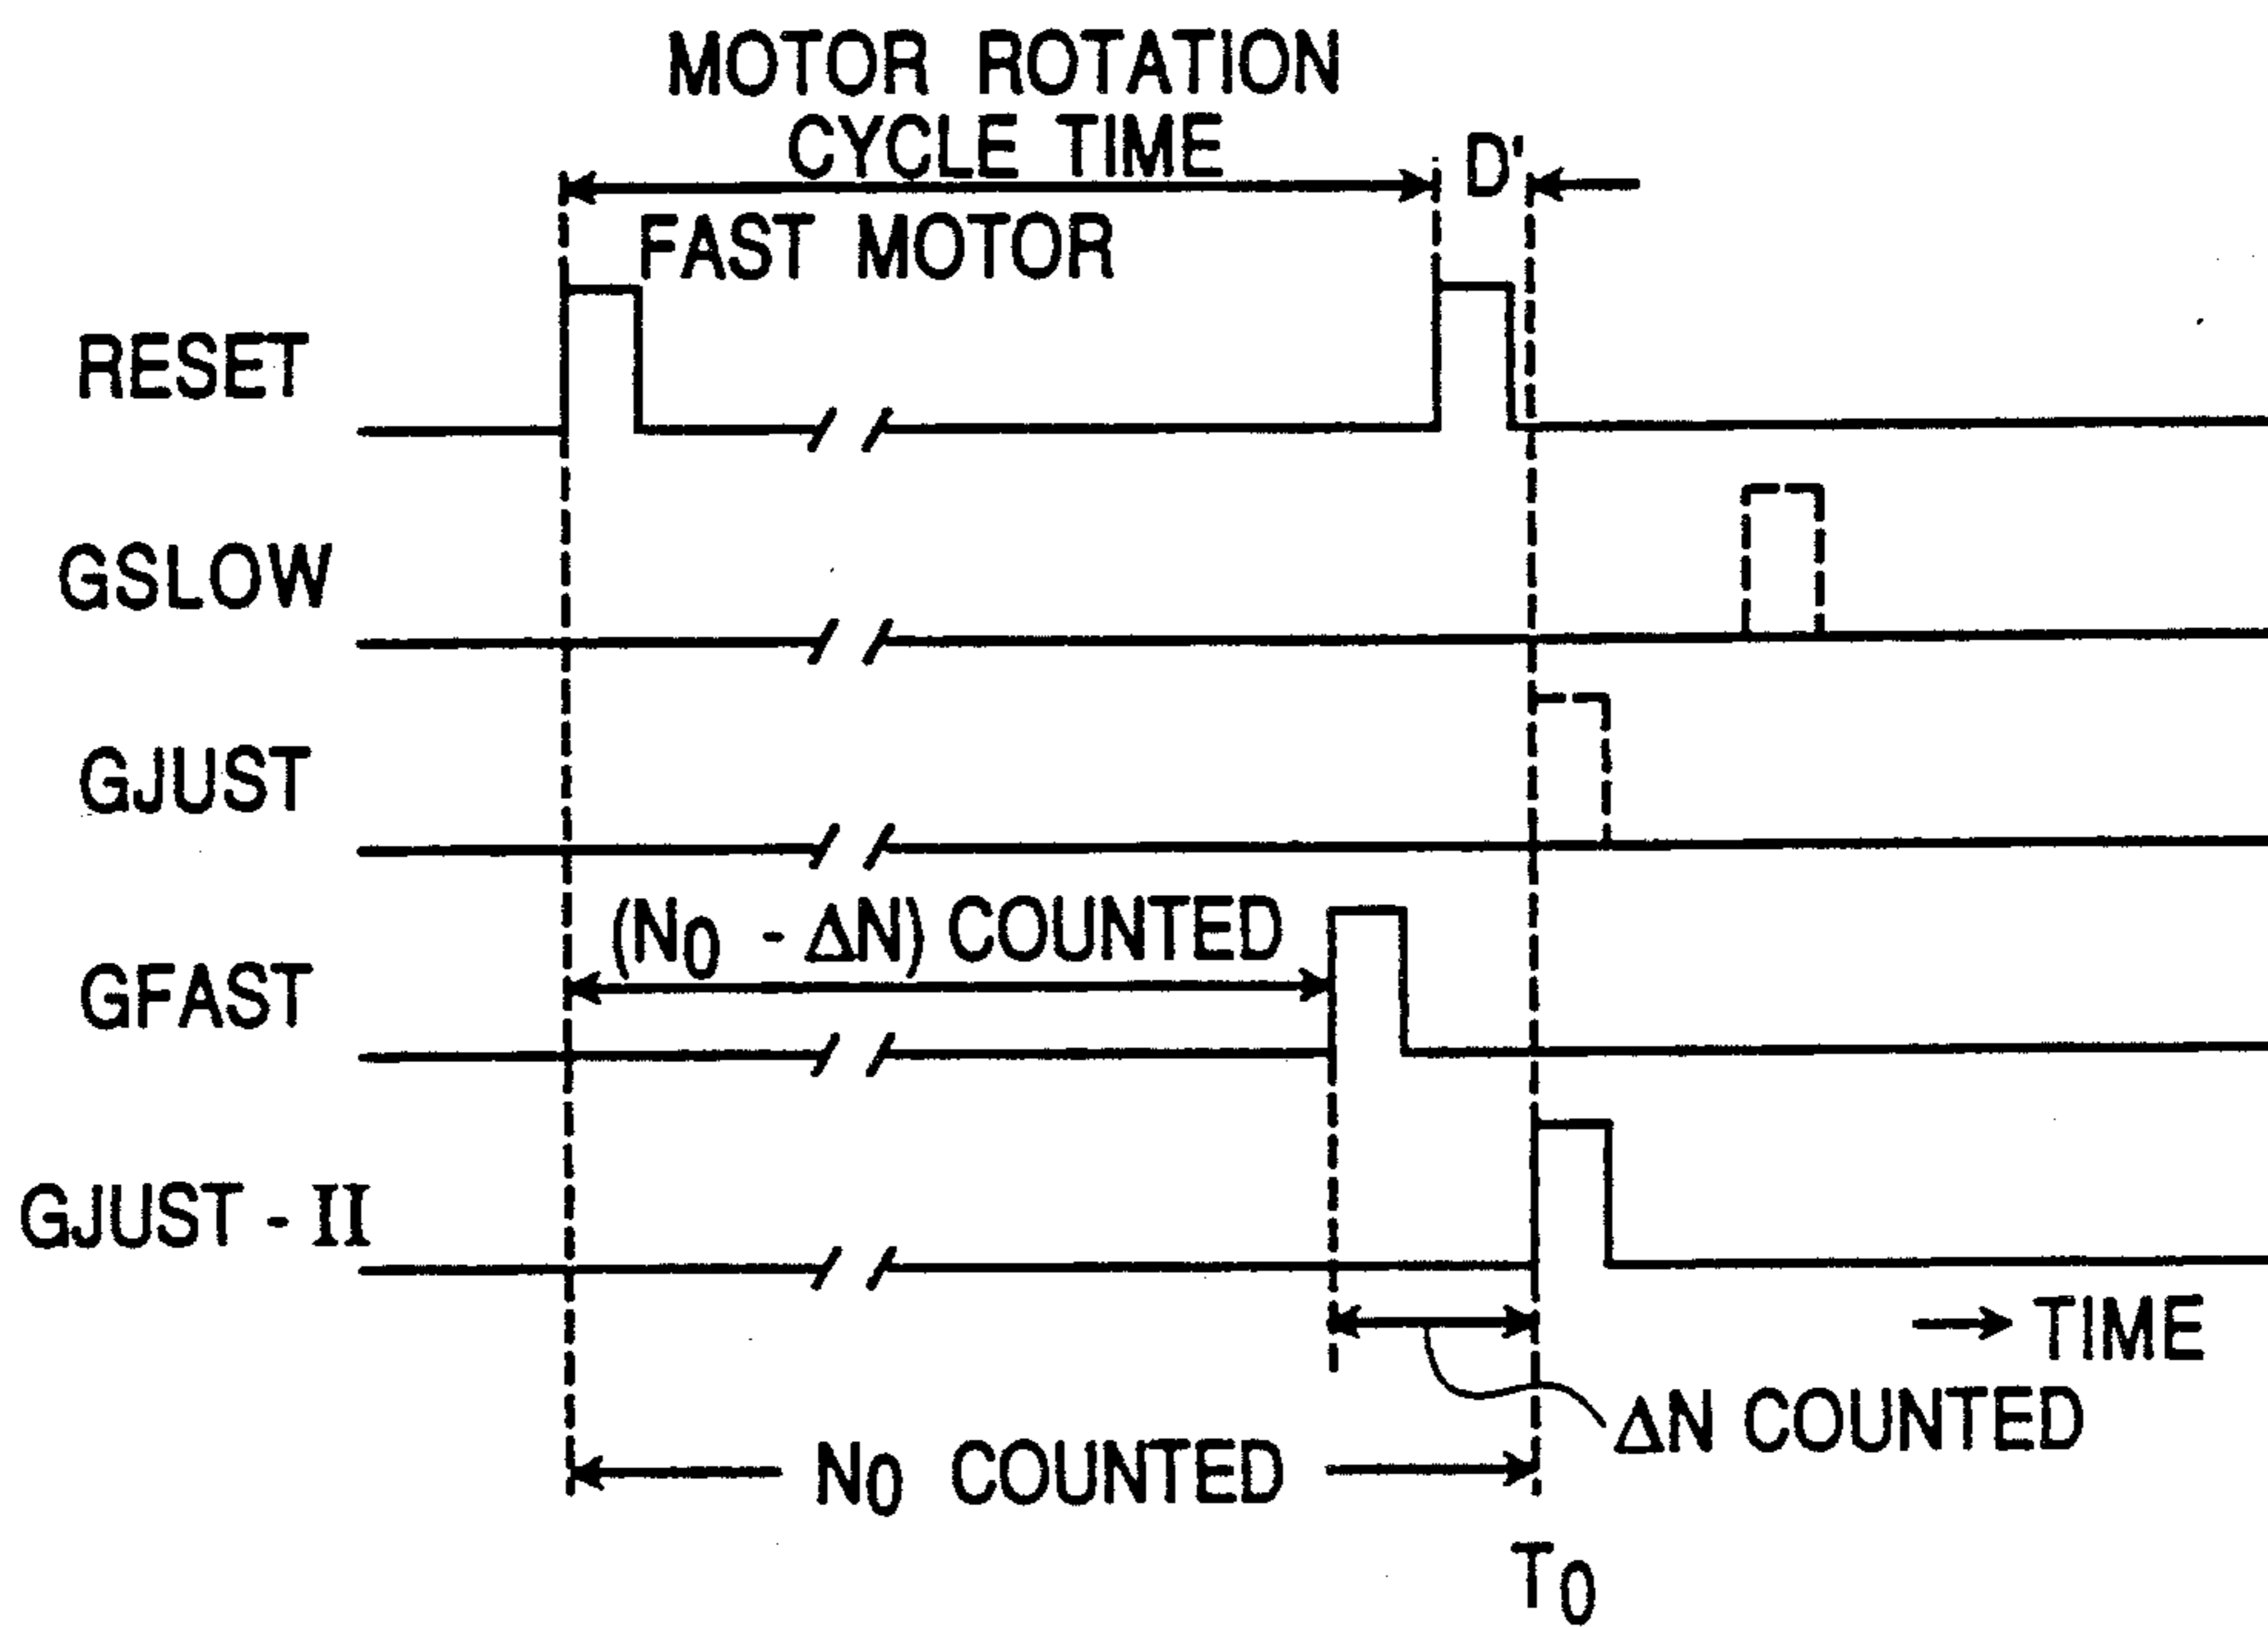 MOTOR ROTATION
CYCLE TIME
D'
FAST MOTOR
RESET
GSLOW
GJUST
(N0 - ΔN) COUNTED
GFAST
GJUST - II
→ TIME
ΔN COUNTED
N0 COUNTED
T0